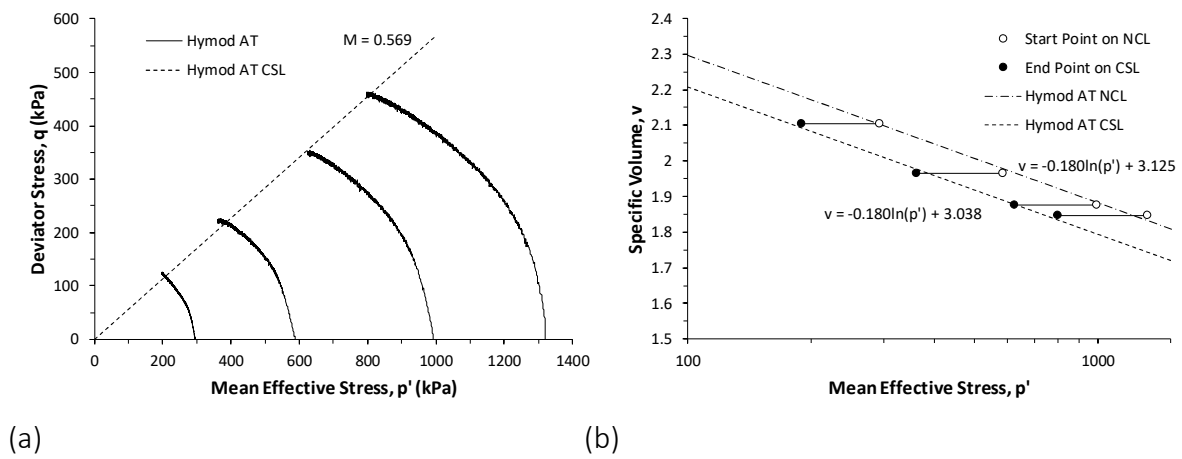 600
500
400
300
200
100
0
Deviator Stress, q (kPa)
Hymod AT
Hymod AT CSL
M = 0.569
0 200 400 600 800 1000 1200 1400
Mean Effective Stress, p' (kPa)
(a)
2.4
2.3
2.2
2.1
2
1.9
1.8
1.7
1.6
1.5
Specific Volume, v
Start Point on NCL
End Point on CSL
Hymod AT NCL
Hymod AT CSL
v = -0.180ln(p') + 3.125
v = -0.180ln(p') + 3.038
100 1000
Mean Effective Stress, p'
(b)